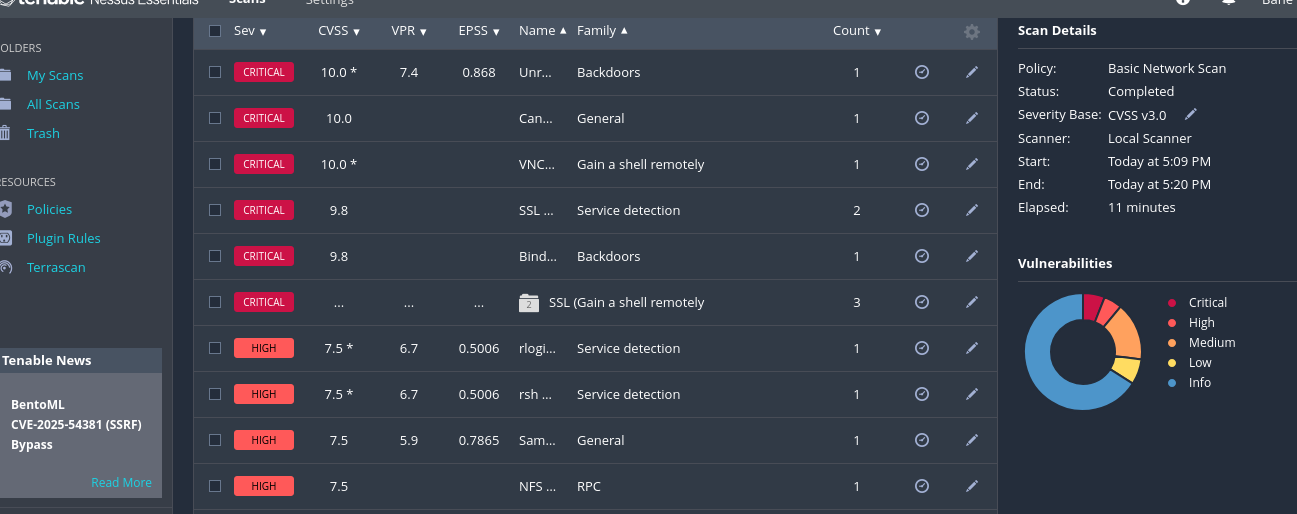 tenable Nessus Essentials
Scans
Settings
OLDERS
My Scans
All Scans
Trash
ESOURCES
Policies
Plugin Rules
Terrascan
Tenable News
BentoML
CVE-2025-54381 (SSRF)
Bypass
Read More
Sev ▼ CVSS ▼ VPR ▼ EPSS ▼ Name ▲ Family ▲ Count ▼
CRITICAL 10.0 * 7.4 0.868 Unr... Backdoors 1
CRITICAL 10.0 Can... General 1
CRITICAL 10.0 * VNC... Gain a shell remotely 1
CRITICAL 9.8 SSL ... Service detection 2
CRITICAL 9.8 Bind... Backdoors 1
CRITICAL ... ... ... 2 SSL (Gain a shell remotely 3
HIGH 7.5 * 6.7 0.5006 rlogi... Service detection 1
HIGH 7.5 * 6.7 0.5006 rsh ... Service detection 1
HIGH 7.5 5.9 0.7865 Sam... General 1
HIGH 7.5 NFS ... RPC 1
Scan Details
Policy: Basic Network Scan
Status: Completed
Severity Base: CVSS v3.0
Scanner: Local Scanner
Start: Today at 5:09 PM
End: Today at 5:20 PM
Elapsed: 11 minutes
Vulnerabilities
Critical
High
Medium
Low
Info